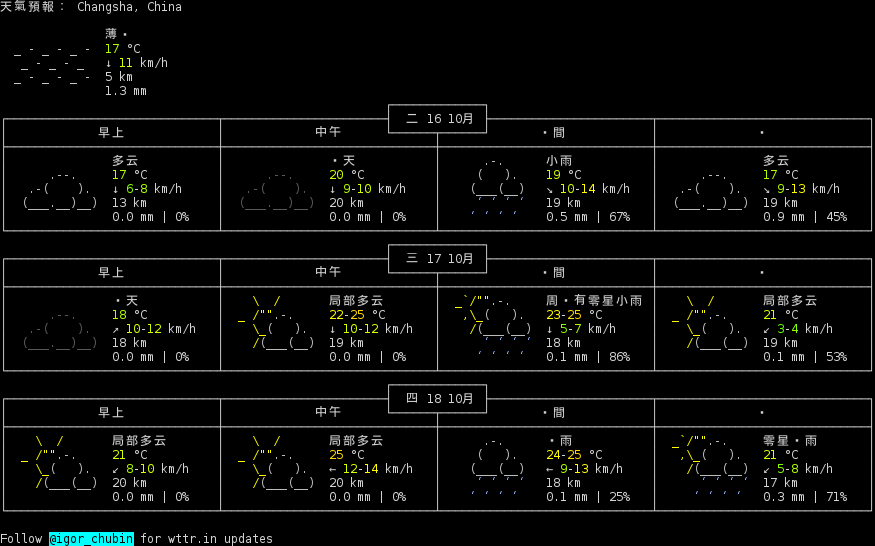 天氣預報： Changsha, China
薄·
17 °C
↓ 11 km/h
5 km
1.3 mm
二 16 10月
早上 中午 ·間 ·
多云 ·天 小雨 多云
17 °C 20 °C 19 °C 17 °C
↓ 6-8 km/h ↓ 9-10 km/h ↘ 10-14 km/h ↘ 9-13 km/h
13 km 20 km 19 km 19 km
0.0 mm | 0% 0.0 mm | 0% 0.5 mm | 67% 0.9 mm | 45%
三 17 10月
早上 中午 ·間 ·
·天 局部多云 周·有零星小雨 局部多云
18 °C 22-25 °C 23-25 °C 21 °C
↗ 10-12 km/h ↓ 10-12 km/h ↓ 5-7 km/h ↙ 3-4 km/h
18 km 19 km 18 km 19 km
0.0 mm | 0% 0.0 mm | 0% 0.1 mm | 86% 0.1 mm | 53%
四 18 10月
早上 中午 ·間 ·
局部多云 局部多云 ·雨 零星·雨
21 °C 25 °C 24-25 °C 21 °C
↙ 8-10 km/h ← 12-14 km/h ← 9-13 km/h ↙ 5-8 km/h
20 km 20 km 18 km 17 km
0.0 mm | 0% 0.0 mm | 0% 0.1 mm | 25% 0.3 mm | 71%
Follow @igor_chubin for wttr.in updates